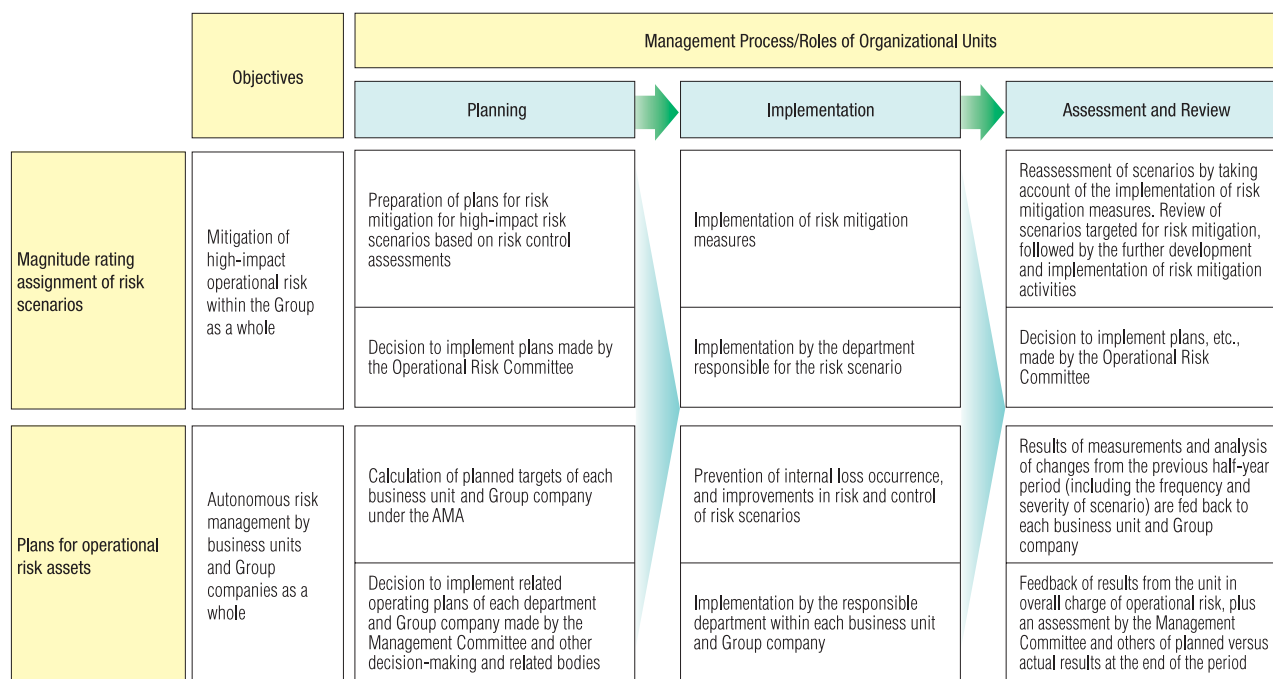 Objectives
Management Process/Roles of Organizational Units
Planning
Implementation
Assessment and Review
Magnitude rating
assignment of risk
scenarios
Mitigation of
high-impact
operational risk
within the Group
as a whole
Preparation of plans for risk
mitigation for high-impact risk
scenarios based on risk control
assessments
Implementation of risk mitigation
measures
Reassessment of scenarios by taking
account of the implementation of risk
mitigation measures. Review of
scenarios targeted for risk mitigation,
followed by the further development
and implementation of risk mitigation
activities
Decision to implement plans made by
the Operational Risk Committee
Implementation by the department
responsible for the risk scenario
Decision to implement plans, etc.,
made by the Operational Risk
Committee
Plans for operational
risk assets
Autonomous risk
management by
business units
and Group
companies as a
whole
Calculation of planned targets of each
business unit and Group company
under the AMA
Prevention of internal loss occurrence,
and improvements in risk and control
of risk scenarios
Results of measurements and analysis
of changes from the previous half-year
period (including the frequency and
severity of scenario) are fed back to
each business unit and Group
company
Decision to implement related
operating plans of each department
and Group company made by the
Management Committee and other
decision-making and related bodies
Implementation by the responsible
department within each business unit
and Group company
Feedback of results from the unit in
overall charge of operational risk, plus
an assessment by the Management
Committee and others of planned versus
actual results at the end of the period